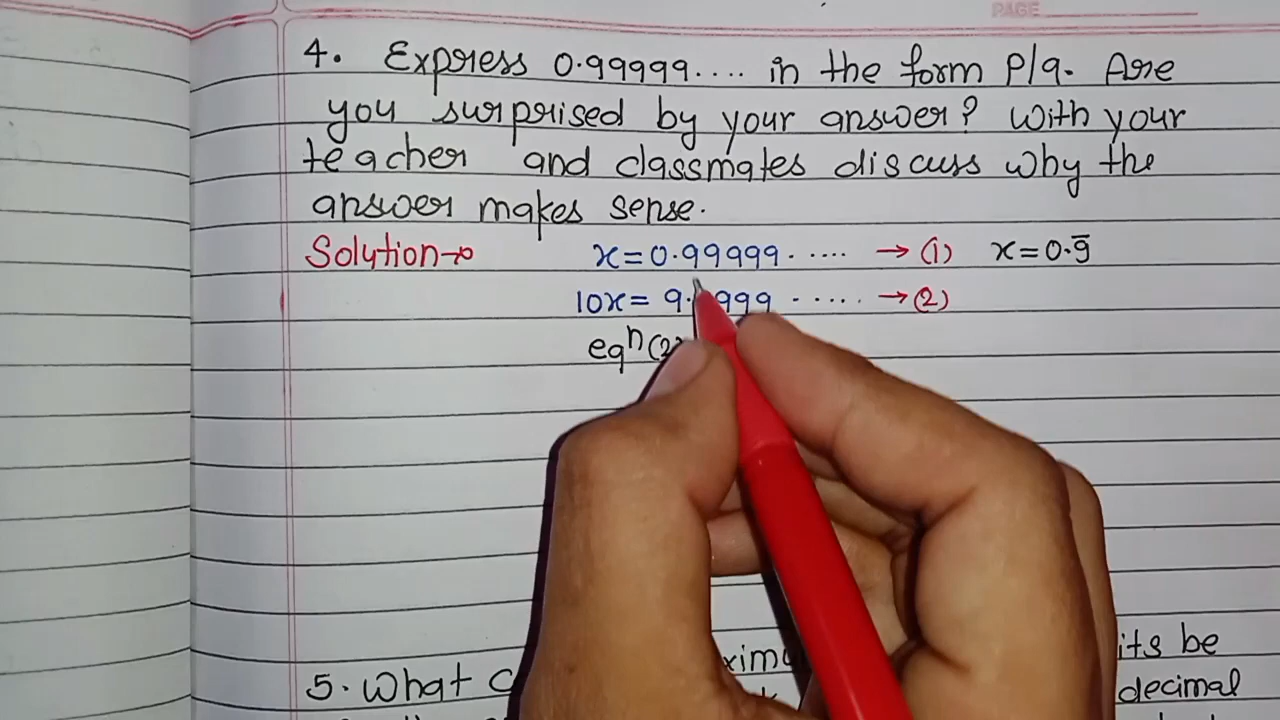 PAGE
4. Express 0.99999.... in the form P/q. Are
you surprised by your answer? With your
teacher and classmates discuss why the
answer makes sense.
Solution→ x=0.99999..... →(1) x=0.9̅
10x= 9. 999 ..... →(2)
eqⁿ(2)
its be
5. What decimal